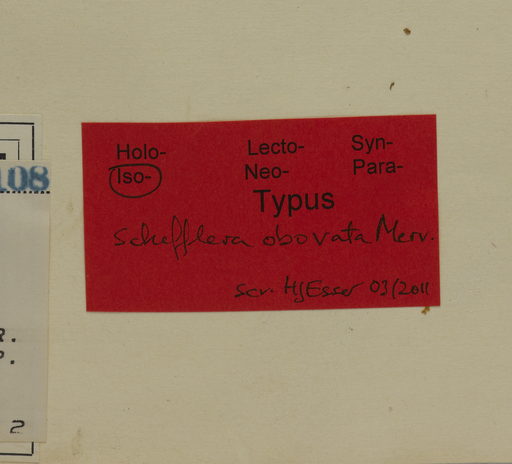 Holo- Lecto- Syn-
Iso- Neo- Para-
Typus
Schefflera obovata Merr.
scr. HJEsser 03/2011
108
R.
P.
2